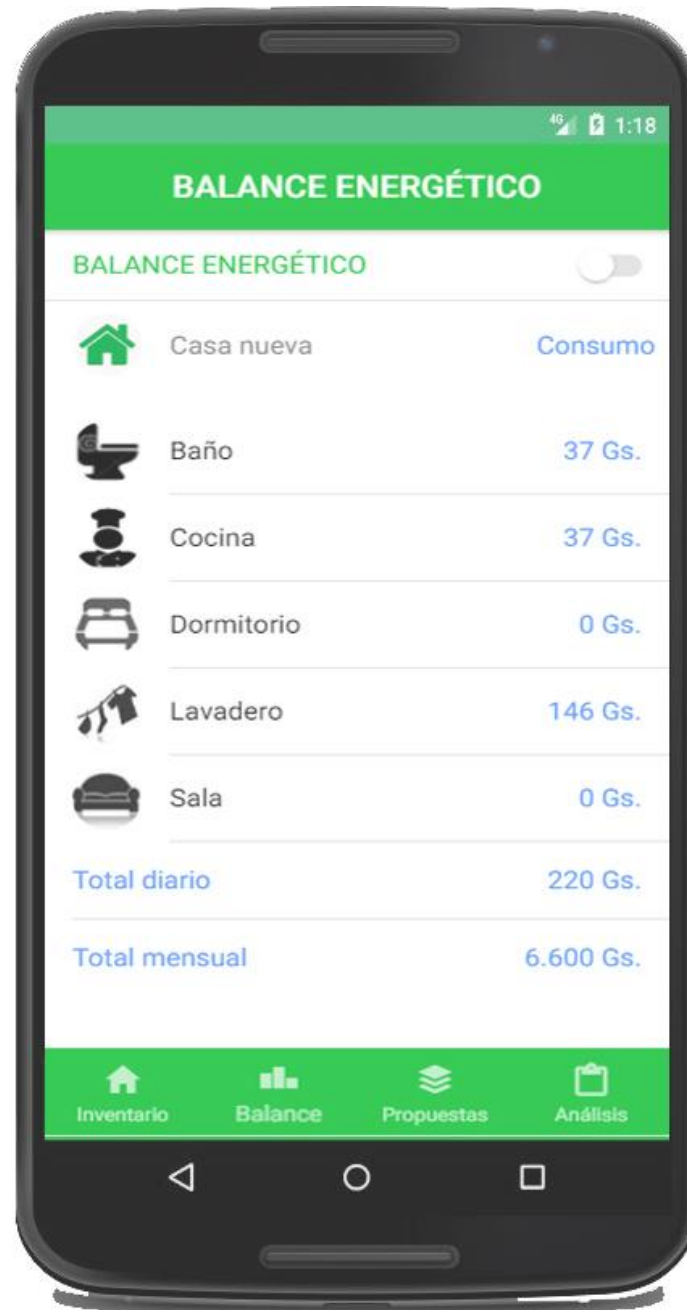 4G 1:18
BALANCE ENERGÉTICO
BALANCE ENERGÉTICO
Casa nueva Consumo
Baño 37 Gs.
Cocina 37 Gs.
Dormitorio 0 Gs.
Lavadero 146 Gs.
Sala 0 Gs.
Total diario 220 Gs.
Total mensual 6.600 Gs.
Inventario Balance Propuestas Análisis